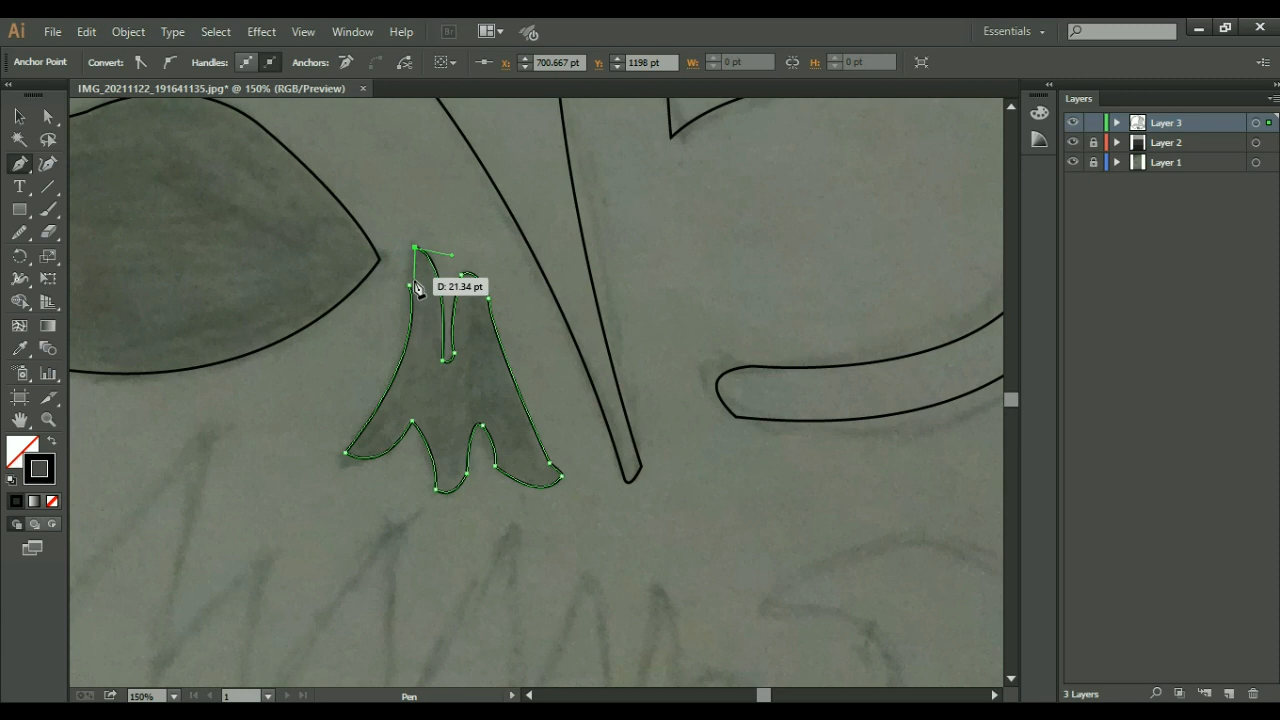 Ai File Edit Object Type Select Effect View Window Help Br Essentials
Anchor Point Convert: Handles: Anchors: X: 700.667 pt Y: 1198 pt W: 0 pt H: 0 pt
IMG_20211122_191641135.jpg* @ 150% (RGB/Preview) ×
Layers
Layer 3
Layer 2
Layer 1
D: 21.34 pt
150% 1 Pen
3 Layers